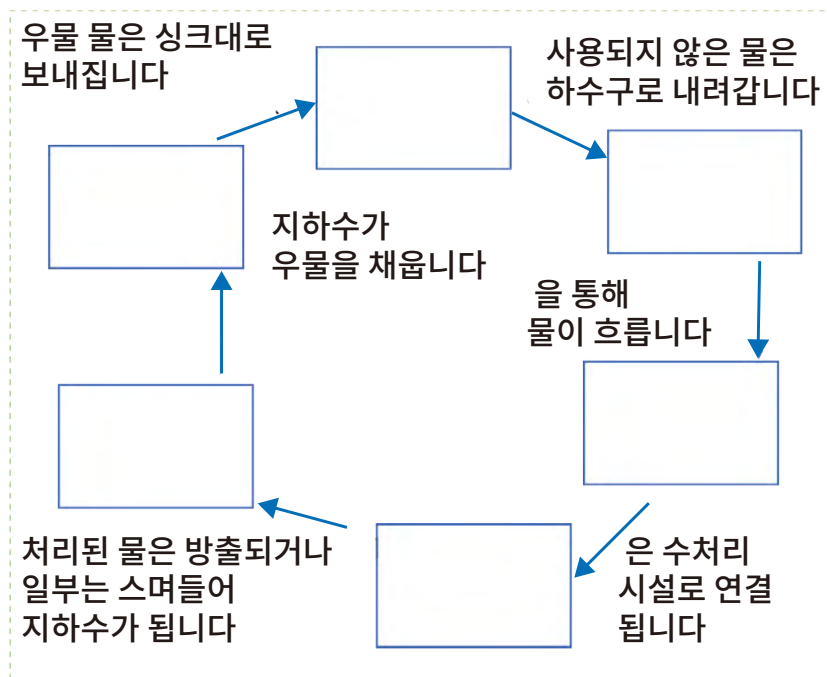 우물 물은 싱크대로
보내집니다
사용되지 않은 물은
하수구로 내려갑니다
지하수가
우물을 채웁니다
을 통해
물이 흐릅니다
처리된 물은 방출되거나
일부는 스며들어
지하수가 됩니다
은 수처리
시설로 연결
됩니다